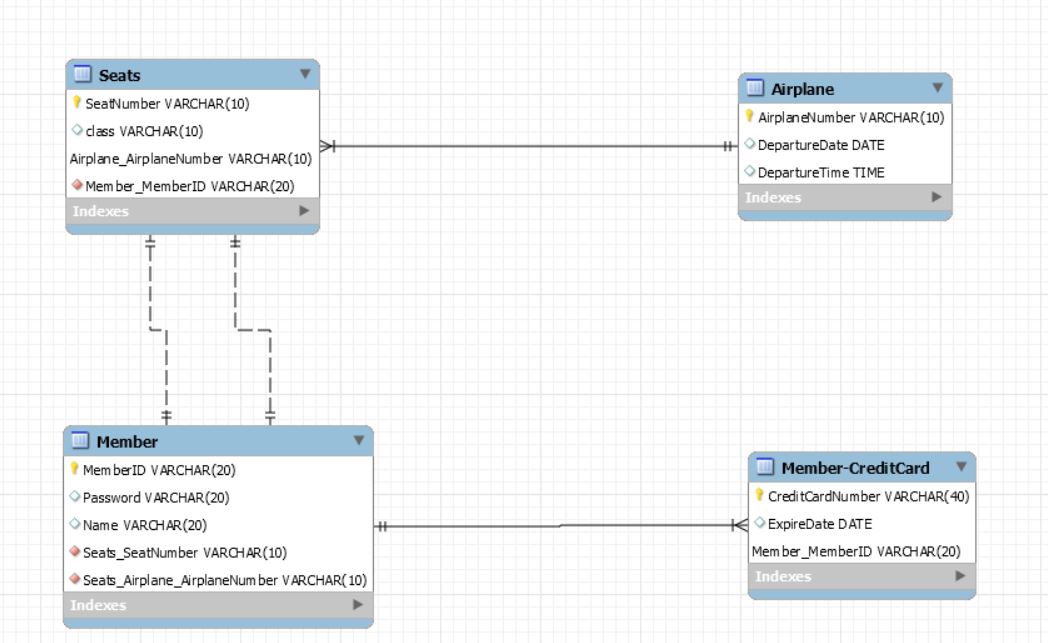 Seats
SeatNumber VARCHAR(10)
class VARCHAR(10)
Airplane_AirplaneNumber VARCHAR(10)
Member_MemberID VARCHAR(20)
Indexes
Airplane
AirplaneNumber VARCHAR(10)
DepartureDate DATE
DepartureTime TIME
Indexes
Member
MemberID VARCHAR(20)
Password VARCHAR(20)
Name VARCHAR(20)
Seats_SeatNumber VARCHAR(10)
Seats_Airplane_AirplaneNumber VARCHAR(10)
Indexes
Member-CreditCard
CreditCardNumber VARCHAR(40)
ExpireDate DATE
Member_MemberID VARCHAR(20)
Indexes